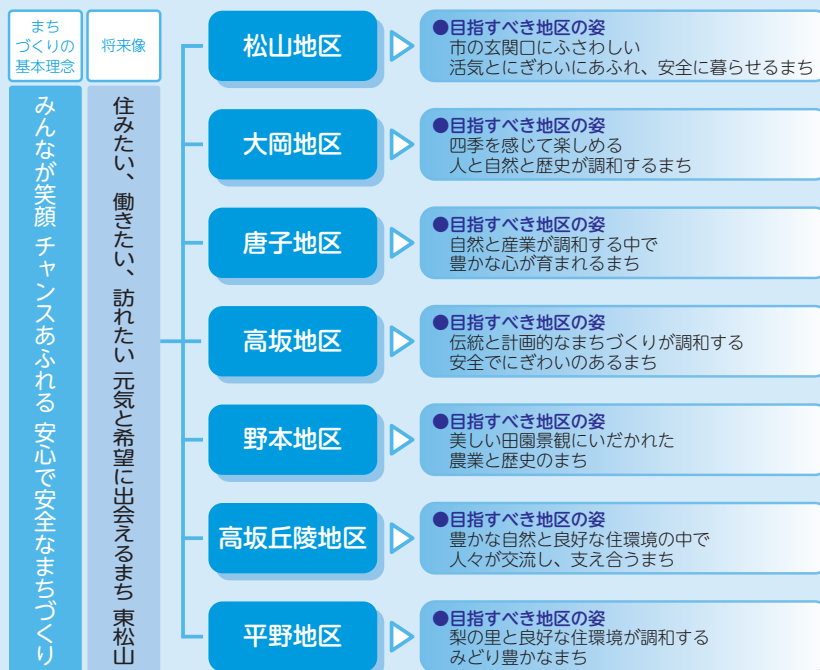 まち
づくりの
基本理念
将来像
みんなが笑顔 チャンスあふれる 安心で安全なまちづくり
住みたい、働きたい、訪れたい 元気と希望に出会えるまち 東松山
松山地区
●目指すべき地区の姿
市の玄関口にふさわしい
活気とにぎわいにあふれ、安全に暮らせるまち
大岡地区
●目指すべき地区の姿
四季を感じて楽しめる
人と自然と歴史が調和するまち
唐子地区
●目指すべき地区の姿
自然と産業が調和する中で
豊かな心が育まれるまち
高坂地区
●目指すべき地区の姿
伝統と計画的なまちづくりが調和する
安全でにぎわいのあるまち
野本地区
●目指すべき地区の姿
美しい田園景観にいだかれた
農業と歴史のまち
高坂丘陵地区
●目指すべき地区の姿
豊かな自然と良好な住環境の中で
人々が交流し、支え合うまち
平野地区
●目指すべき地区の姿
梨の里と良好な住環境が調和する
みどり豊かなまち